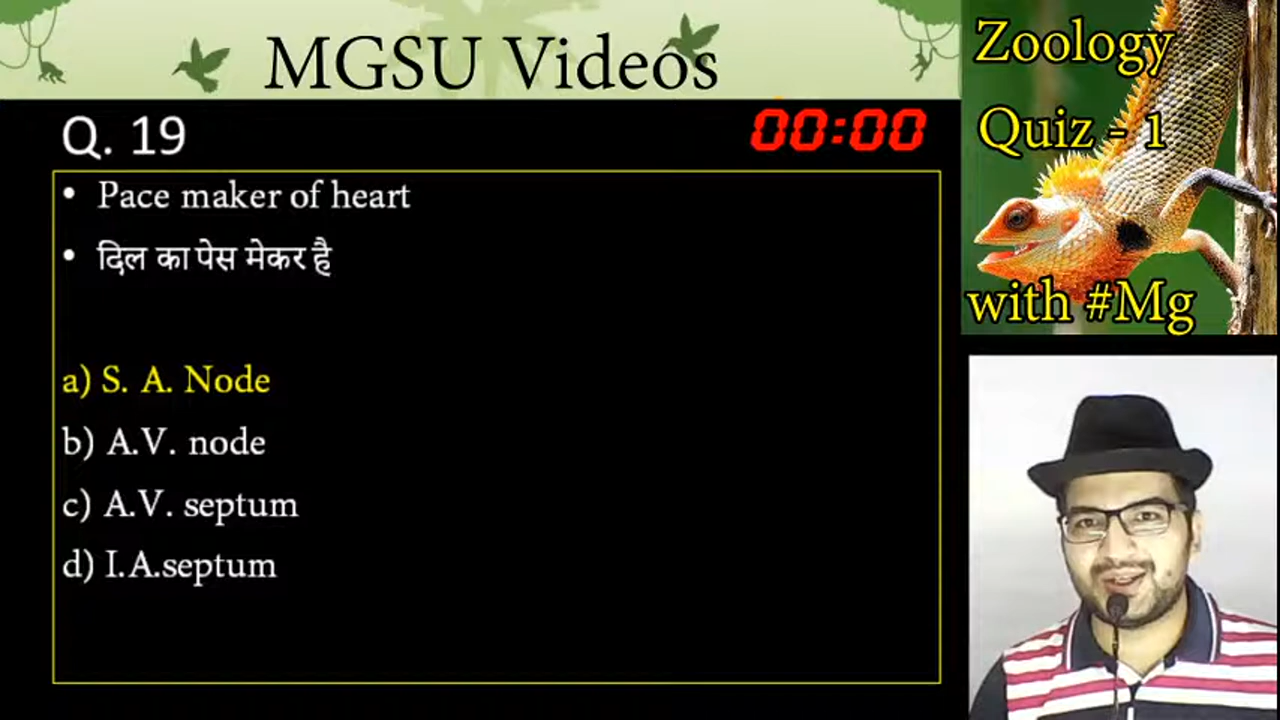 MGSU Videos
Q. 19
00:00
• Pace maker of heart
• दिल का पेस मेकर है
a) S. A. Node
b) A.V. node
c) A.V. septum
d) I.A.septum
Zoology
Quiz - 1
with #Mg